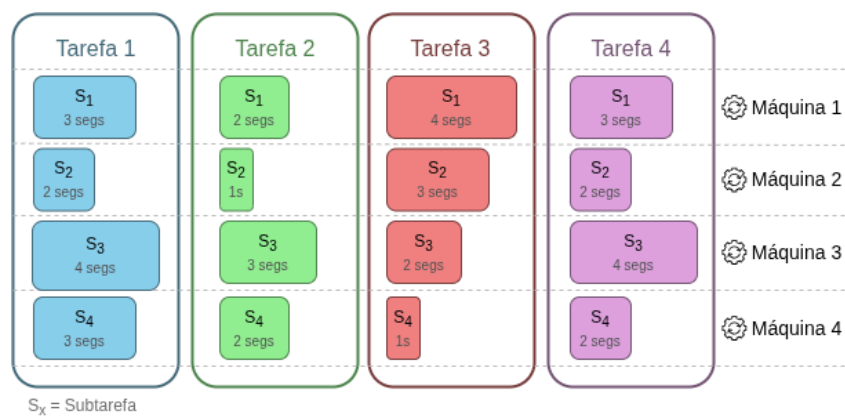 Tarefa 1 Tarefa 2 Tarefa 3 Tarefa 4
S1 S1 S1 S1 Máquina 1
3 segs 2 segs 4 segs 3 segs
S2 S2 S2 S2 Máquina 2
2 segs 1s 3 segs 2 segs
S3 S3 S3 S3 Máquina 3
4 segs 3 segs 2 segs 4 segs
S4 S4 S4 S4 Máquina 4
3 segs 2 segs 1s 2 segs
Sx = Subtarefa